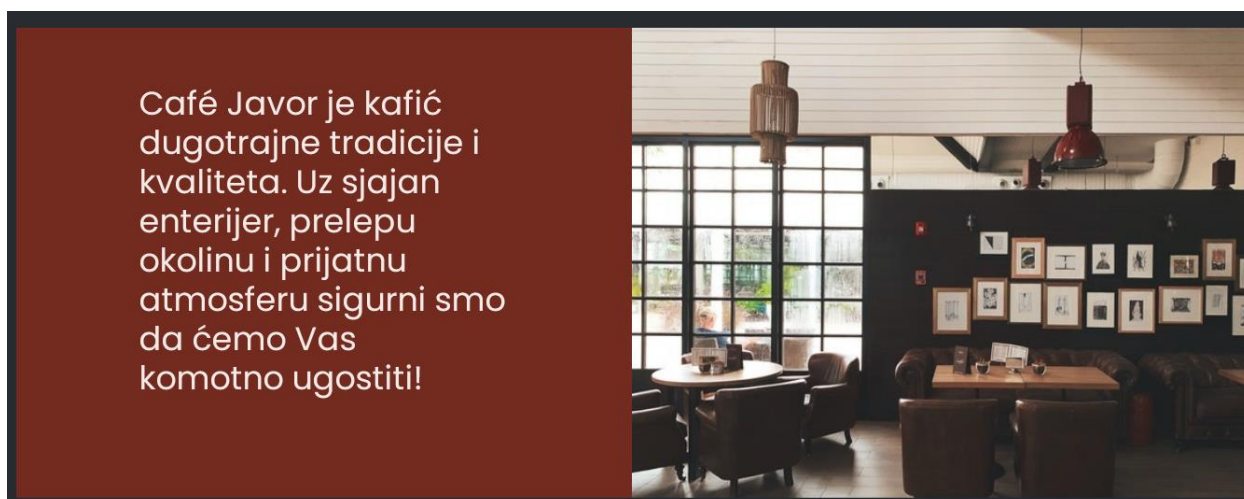 Café Javor je kafić
dugotrajne tradicije i
kvaliteta. Uz sjajan
enterijer, prelepu
okolinu i prijatnu
atmosferu sigurni smo
da ćemo Vas
komotno ugostiti!